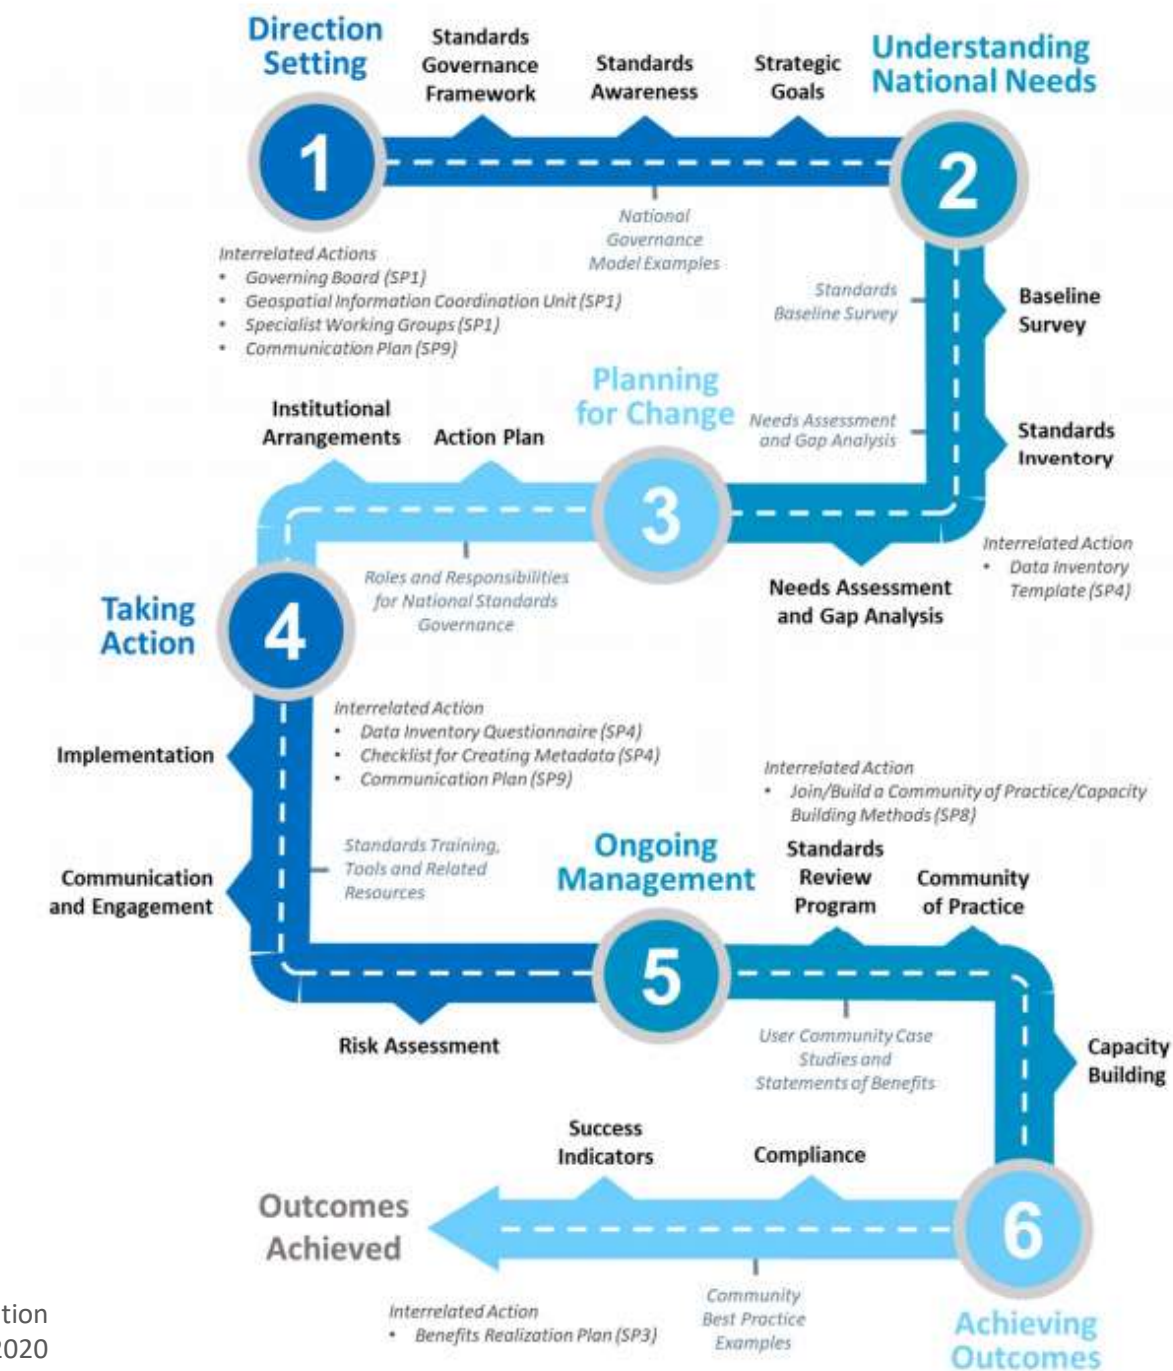 Direction
Setting
1
Standards
Governance
Framework
Standards
Awareness
Strategic
Goals
Understanding
National Needs
2
National
Governance
Model Examples
Interrelated Actions
• Governing Board (SP1)
• Geospatial Information Coordination Unit (SP1)
• Specialist Working Groups (SP1)
• Communication Plan (SP9)
Standards
Baseline Survey
Baseline
Survey
Needs Assessment
and Gap Analysis
Standards
Inventory
Interrelated Action
• Data Inventory
Template (SP4)
Needs Assessment
and Gap Analysis
Planning
for Change
3
Action Plan
Institutional
Arrangements
Roles and Responsibilities
for National Standards
Governance
Taking
Action
4
Interrelated Action
• Data Inventory Questionnaire (SP4)
• Checklist for Creating Metadata (SP4)
• Communication Plan (SP9)
Implementation
Standards Training,
Tools and Related
Resources
Communication
and Engagement
Risk Assessment
Ongoing
Management
5
Interrelated Action
• Join/Build a Community of Practice/Capacity
Building Methods (SP8)
Standards
Review
Program
Community
of Practice
User Community Case
Studies and
Statements of Benefits
Capacity
Building
6
Achieving
Outcomes
Compliance
Success
Indicators
Community
Best Practice
Examples
Interrelated Action
• Benefits Realization Plan (SP3)
Outcomes
Achieved
tion
2020